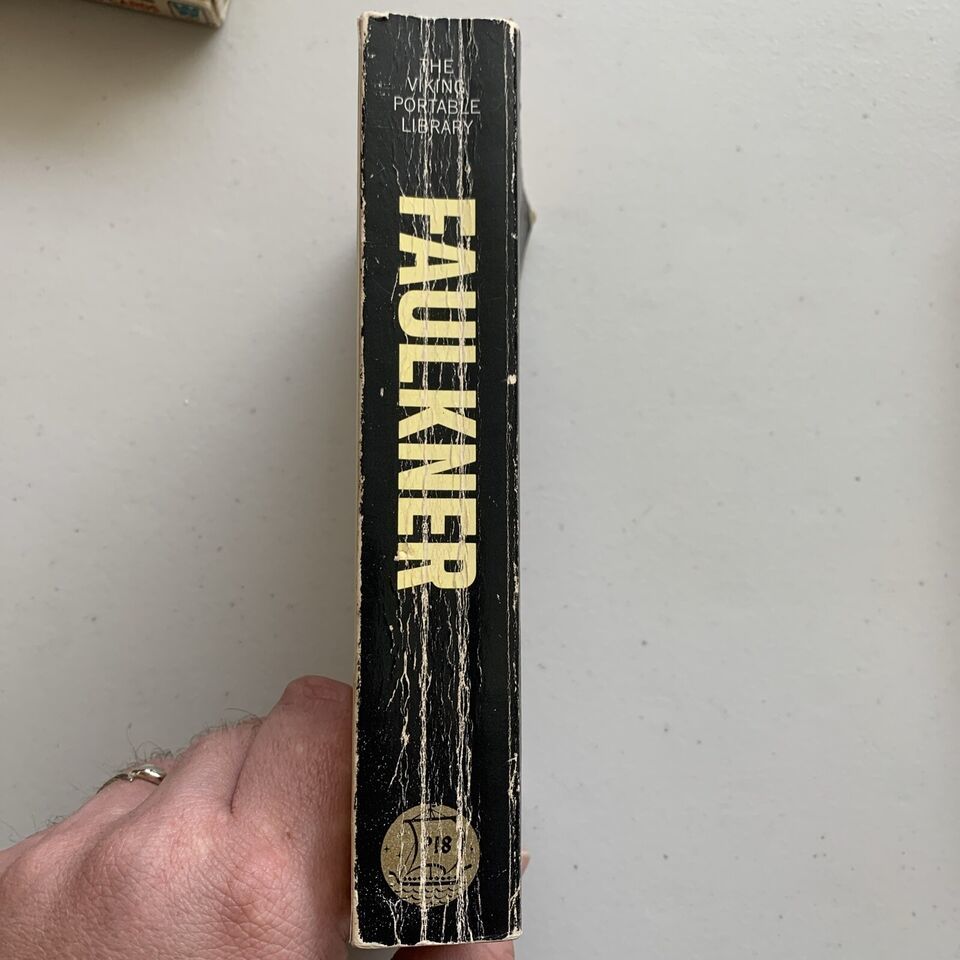 THE
VIKING
PORTABLE
LIBRARY
FAULKNER
P18